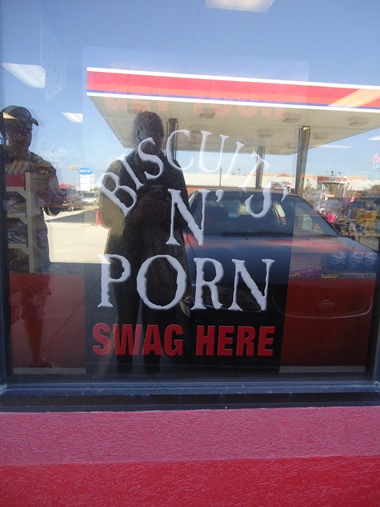 BISCUITS
N'
PORN
SWAG HERE